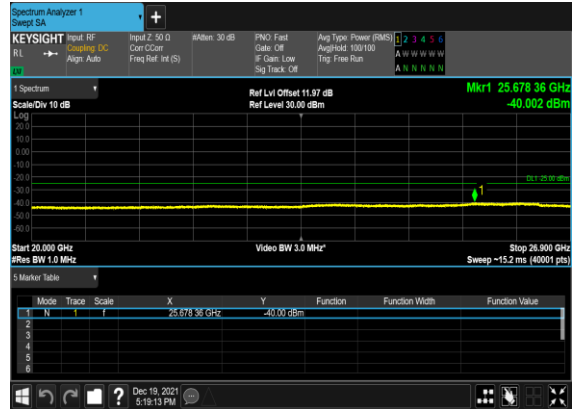 Spectrum Analyzer 1
Swept SA
+
KEYSIGHT Input: RF Input Z: 50 Ω #Atten: 30 dB PNO: Fast Avg Type: Power (RMS) 1 2 3 4 5 6
RL Coupling: DC Corr CCorr Gate: Off Avg|Hold: 100/100 A W W W W W
Align: Auto Freq Ref: Int (S) IF Gain: Low Trig: Free Run
Sig Track: Off A N N N N N
1 Spectrum Ref Lvl Offset 11.97 dB Mkr1 25.678 36 GHz
Scale/Div 10 dB Ref Level 30.00 dBm -40.002 dBm
Log
20.0
10.0
0.00
-10.0
-20.0
DL1 -25.00 dBm
-30.0
1
-40.0
-50.0
-60.0
Start 20.000 GHz Video BW 3.0 MHz* Stop 26.900 GHz
#Res BW 1.0 MHz Sweep ~15.2 ms (40001 pts)
5 Marker Table
Mode Trace Scale X Y Function Function Width Function Value
1 N 1 f 25.678 36 GHz -40.00 dBm
2
3
4
5
6
? Dec 19, 2021
5:19:13 PM